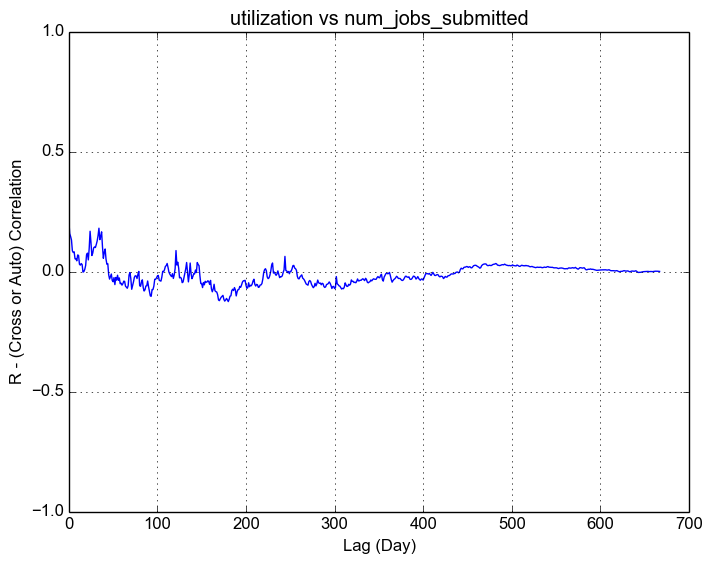 utilization vs num_jobs_submitted
1.0
0.5
0.0
−0.5
−1.0
R - (Cross or Auto) Correlation
0 100 200 300 400 500 600 700
Lag (Day)